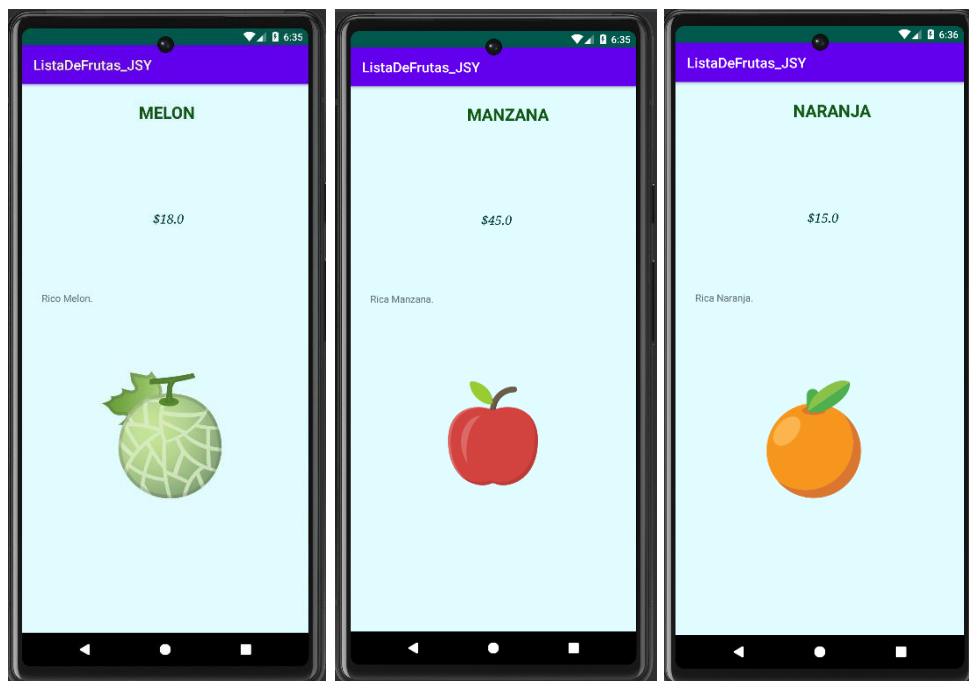 6:35
ListaDeFrutas_JSY
MELON
$18.0
Rico Melon.
6:35
ListaDeFrutas_JSY
MANZANA
$45.0
Rica Manzana.
6:36
ListaDeFrutas_JSY
NARANJA
$15.0
Rica Naranja.